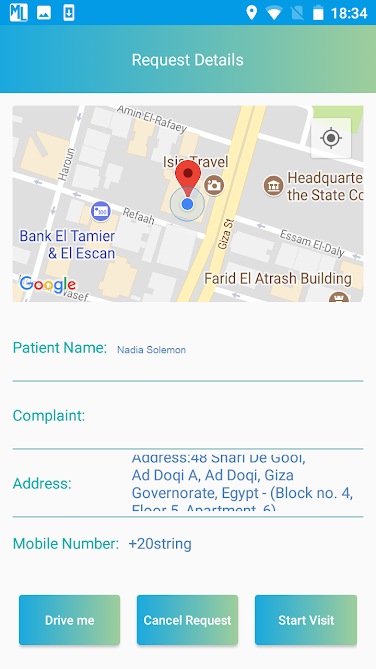 ML
18:34
Request Details
Amin El-Rafaey
Haroun
Isis Travel
Headquarte
the State Co
Refaah
Giza St
Essam El-Daly
Bank El Tamier
& El Escan
Farid El Atrash Building
Google
asef
Patient Name: Nadia Solemon
Complaint:
Address:
Address:48 Shari De Gool,
Ad Doqi A, Ad Doqi, Giza
Governorate, Egypt - (Block no. 4,
Floor 5, Apartment 6)
Mobile Number: +20string
Drive me
Cancel Request
Start Visit